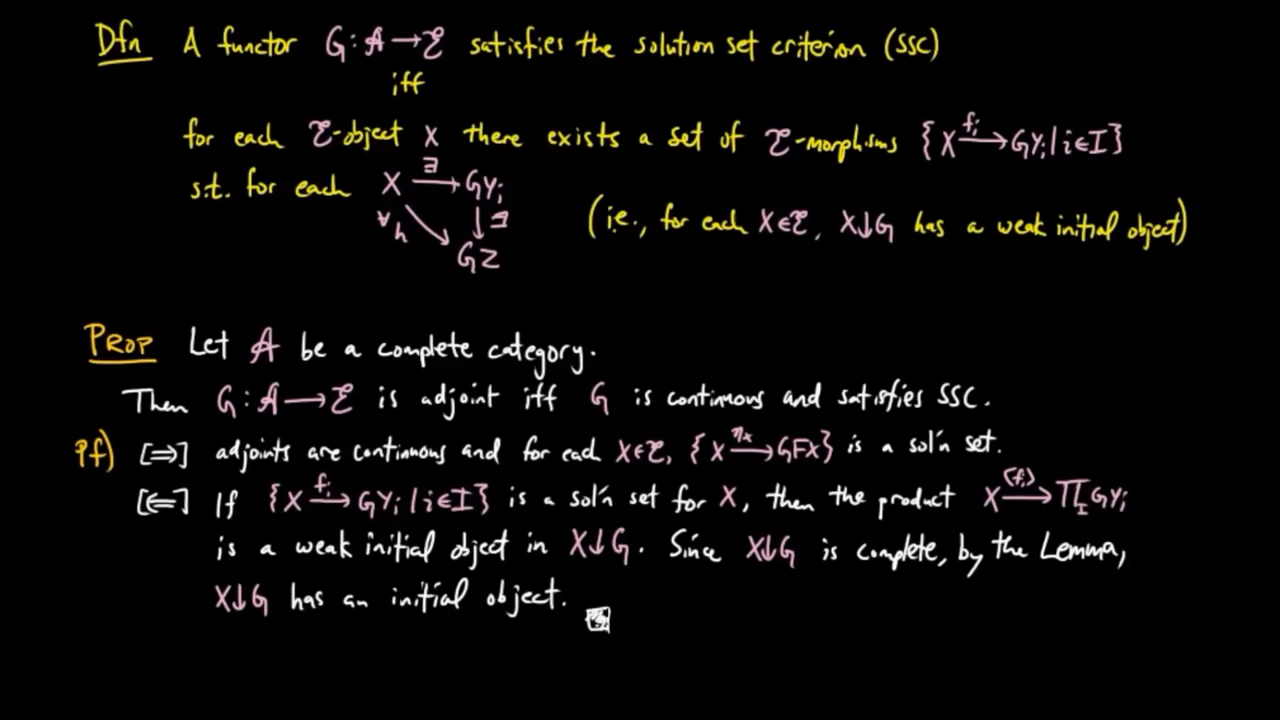 Dfn A functor G : A → E satisfies the solution set criterion (SSC)
iff
for each E-object X there exists a set of E-morphisms {X –fᵢ→ GYᵢ | i ∈ I}
s.t. for each X –∃→ GYᵢ
∀h ↘ ↓ ∃
GZ
(i.e., for each X∈E, X↓G has a weak initial object)
PROP Let A be a complete category.
Then G : A → E is adjoint iff G is continuous and satisfies SSC.
Pf) [⇒] adjoints are continuous and for each X∈E, {X –ηₓ→ GFX} is a sol'n set.
[⇐] If {X –fᵢ→ GYᵢ | i ∈ I} is a sol'n set for X, then the product X –(fᵢ)→ ∏_I GYᵢ
is a weak initial object in X↓G. Since X↓G is complete, by the Lemma,
X↓G has an initial object.